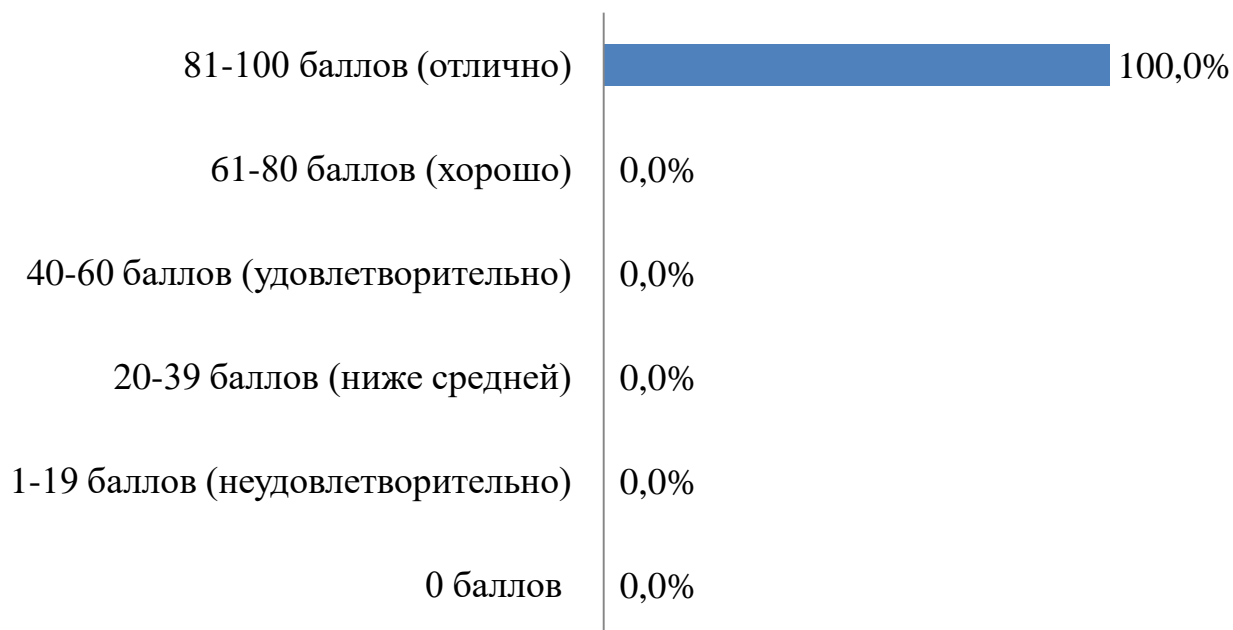 81-100 баллов (отлично) 100,0%
61-80 баллов (хорошо) 0,0%
40-60 баллов (удовлетворительно) 0,0%
20-39 баллов (ниже средней) 0,0%
1-19 баллов (неудовлетворительно) 0,0%
0 баллов 0,0%